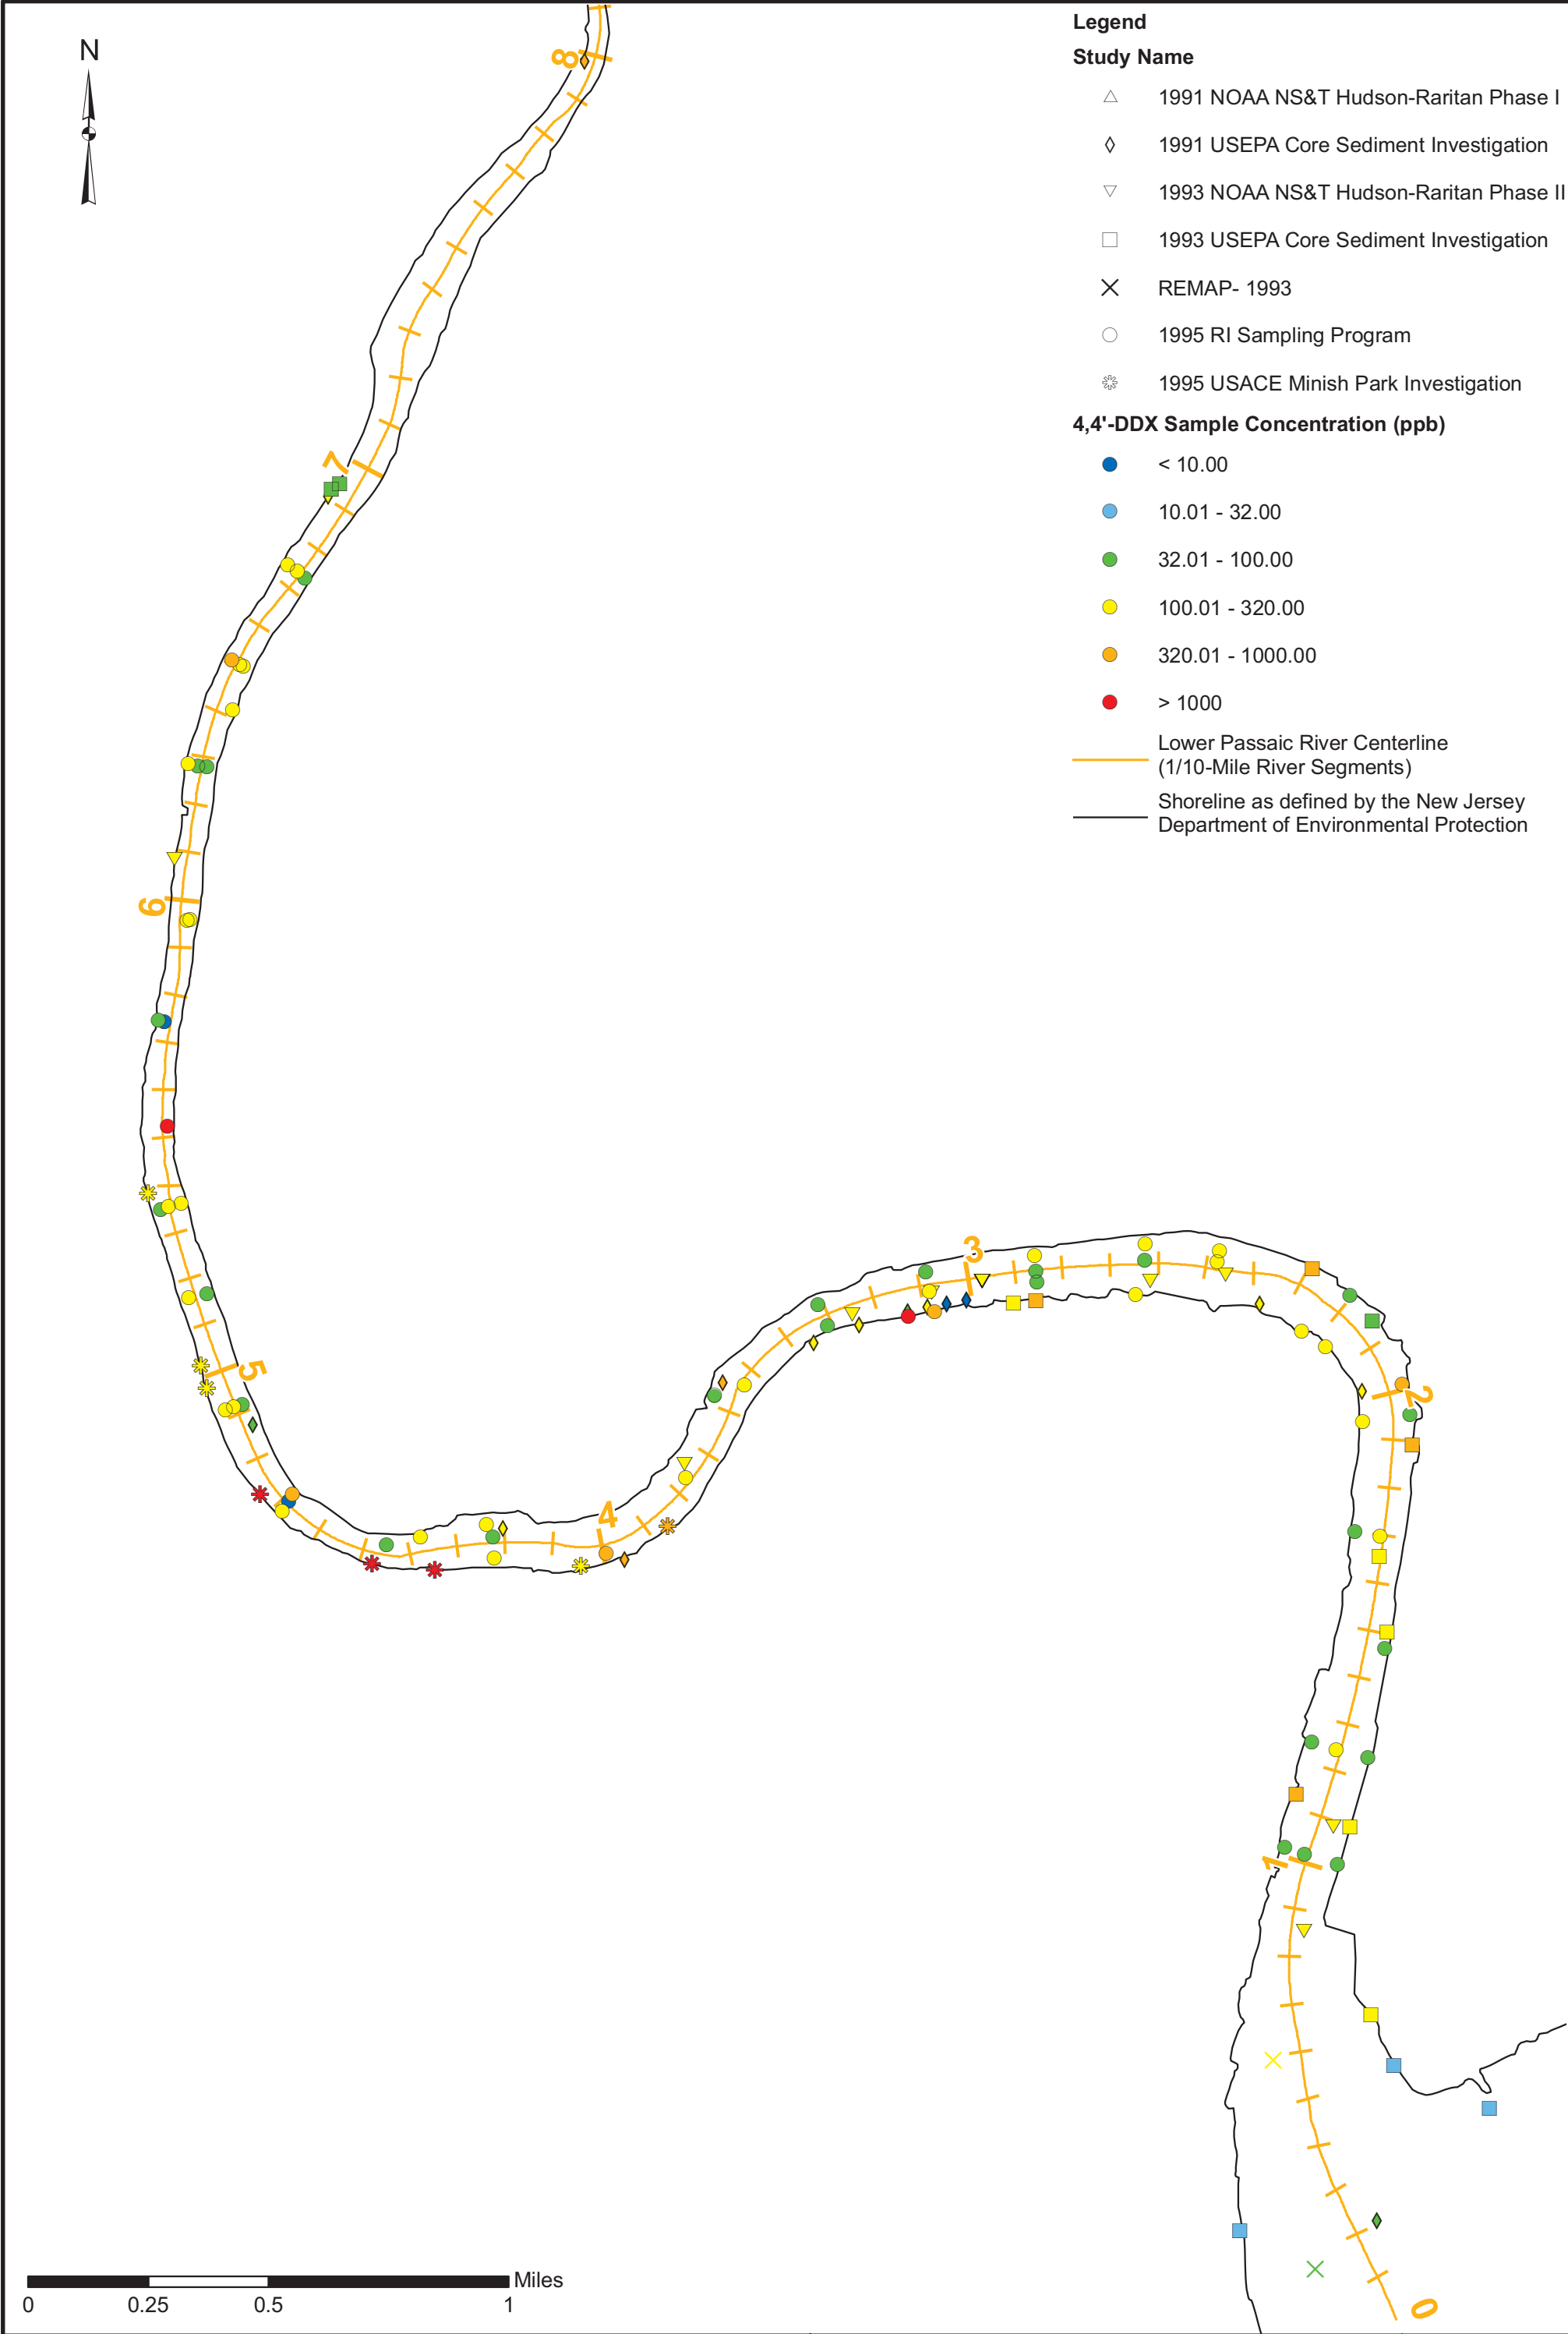 N
8
7
6
5
4
3
2
1
0
Legend
Study Name
1991 NOAA NS&T Hudson-Raritan Phase I
1991 USEPA Core Sediment Investigation
1993 NOAA NS&T Hudson-Raritan Phase II
1993 USEPA Core Sediment Investigation
REMAP- 1993
1995 RI Sampling Program
1995 USACE Minish Park Investigation
4,4'-DDX Sample Concentration (ppb)
< 10.00
10.01 - 32.00
32.01 - 100.00
100.01 - 320.00
320.01 - 1000.00
> 1000
Lower Passaic River Centerline
(1/10-Mile River Segments)
Shoreline as defined by the New Jersey
Department of Environmental Protection
Miles
0 0.25 0.5 1